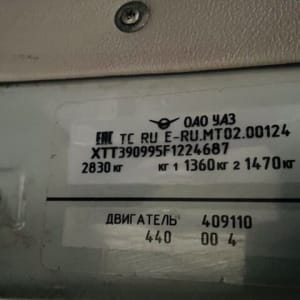 ОАО УАЗ
ЕАС ТС RU E-RU.MT02.00124
XTT390995F1224687
2830 кг кг 1 1360 кг 2 1470 кг
ДВИГАТЕЛЬ 409110
440 00 4